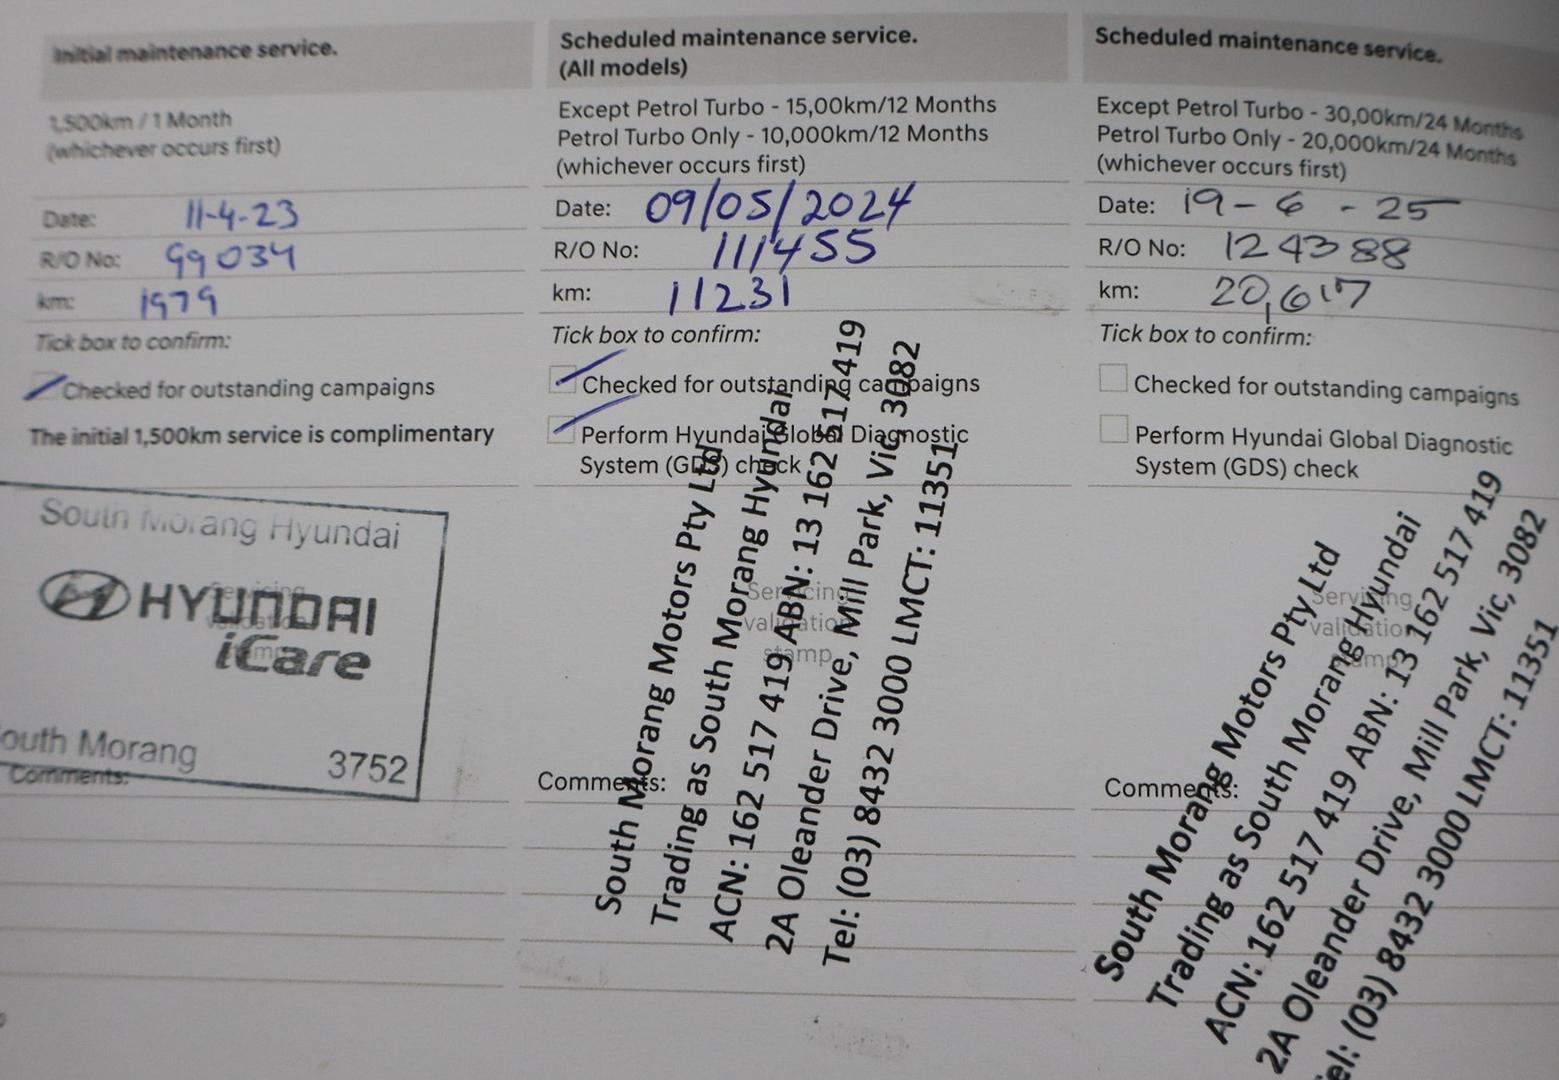 Initial maintenance service.
1,500km / 1 Month
(whichever occurs first)
Date: 11-4-23
R/O No: 99034
km: 1979
Tick box to confirm:
Checked for outstanding campaigns
The initial 1,500km service is complimentary
South Morang Hyundai
Servicing
validation
stamp
HYUNDAI
iCare
outh Morang 3752
Comments:
Scheduled maintenance service.
(All models)
Except Petrol Turbo - 15,00km/12 Months
Petrol Turbo Only - 10,000km/12 Months
(whichever occurs first)
Date: 09/05/2024
R/O No: 111455
km: 11231
Tick box to confirm:
Checked for outstanding campaigns
Perform Hyundai Global Diagnostic
System (GDS) check
Servicing
validation
stamp
South Morang Motors Pty Ltd
Trading as South Morang Hyundai
ACN: 162 517 419 ABN: 13 162 517 419
2A Oleander Drive, Mill Park, Vic, 3082
Tel: (03) 8432 3000 LMCT: 11351
Comments:
Scheduled maintenance service.
Except Petrol Turbo - 30,00km/24 Months
Petrol Turbo Only - 20,000km/24 Months
(whichever occurs first)
Date: 19-6-25
R/O No: 124388
km: 20,617
Tick box to confirm:
Checked for outstanding campaigns
Perform Hyundai Global Diagnostic
System (GDS) check
Servicing
validation
stamp
South Morang Motors Pty Ltd
Trading as South Morang Hyundai
ACN: 162 517 419 ABN: 13 162 517 419
2A Oleander Drive, Mill Park, Vic, 3082
el: (03) 8432 3000 LMCT: 11351
Comments: